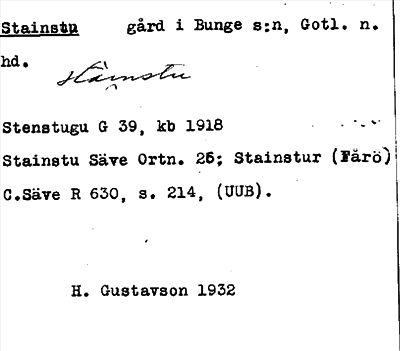 Stainstu gård i Bunge s:n, Gotl. n.
hd.
stäinstu
Stenstugu G 39, kb 1918
Stainstu Säve Ortn. 26; Stainstur (Fårö)
C.Säve R 630, s. 214, (UUB).
H. Gustavson 1932